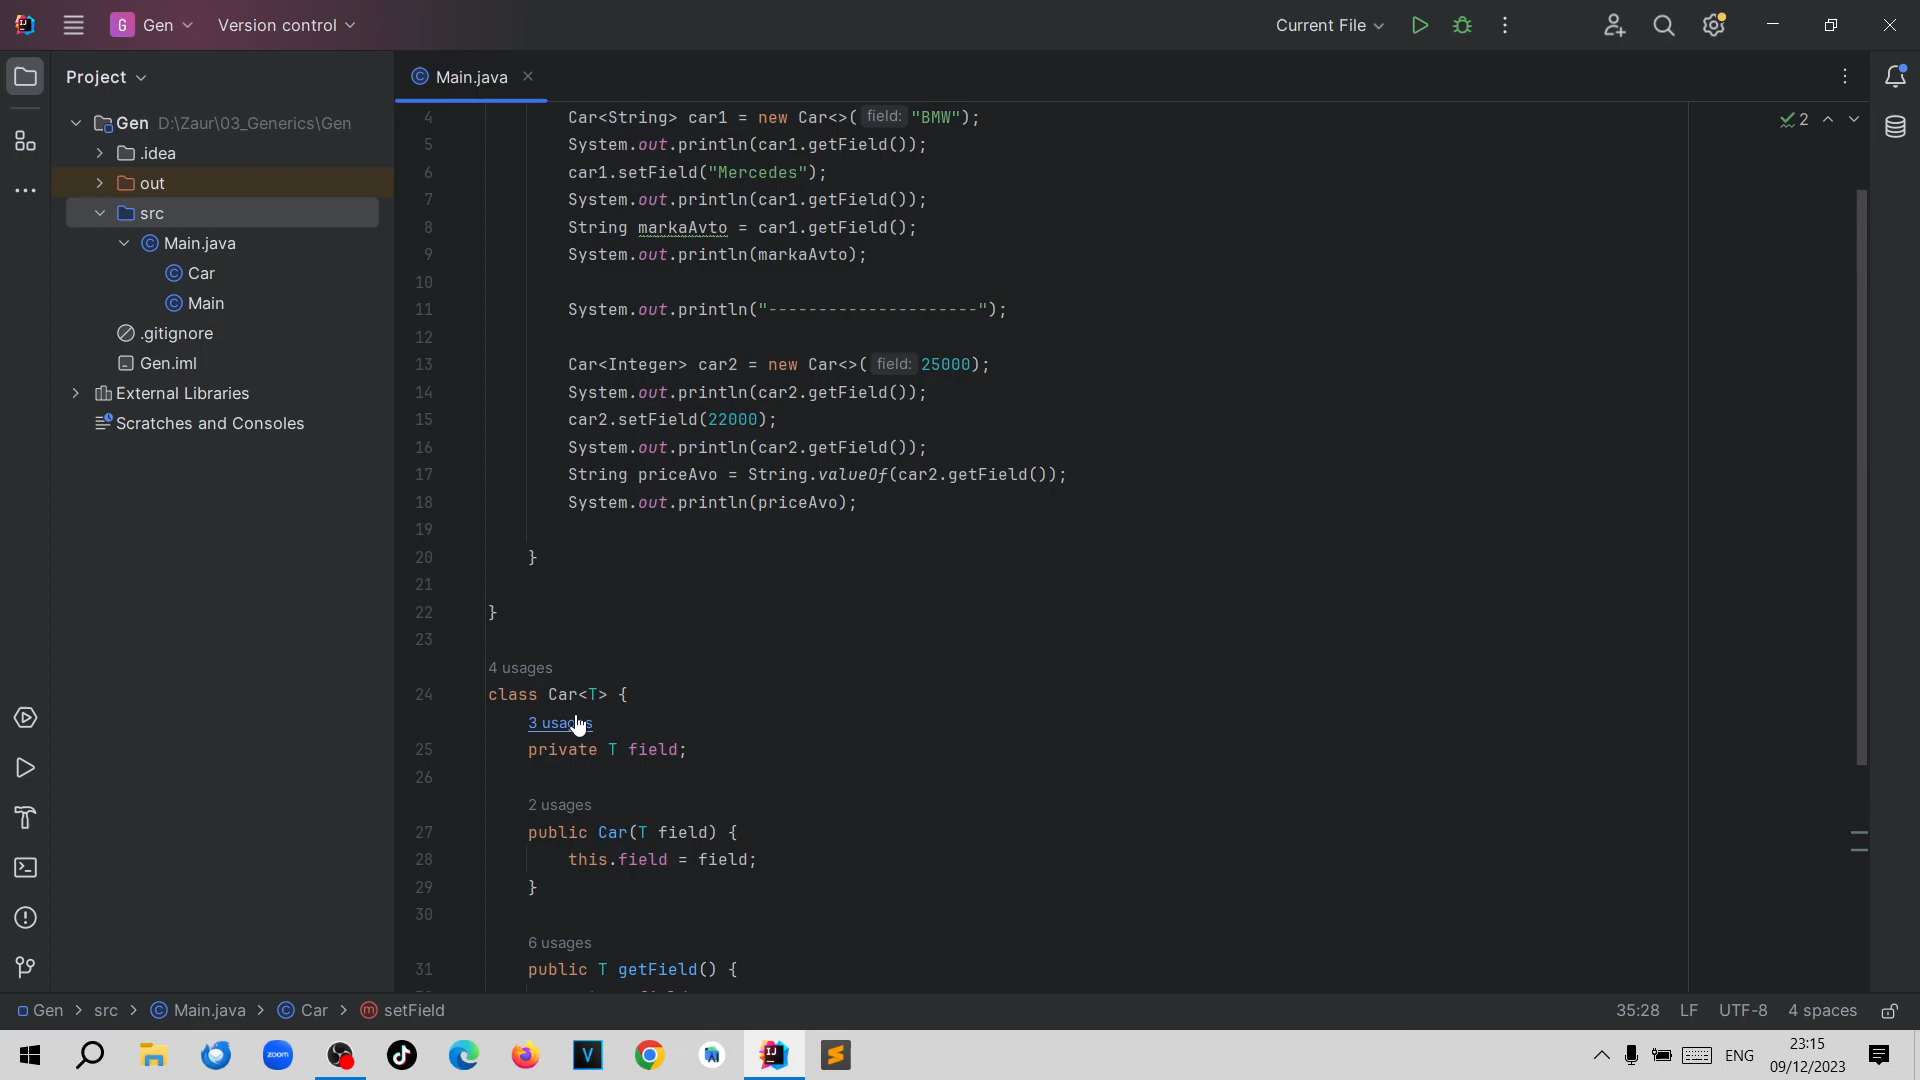 G Gen Version control Current File
Project
Main.java
Gen D:\Zaur\03_Generics\Gen
.idea
out
src
Main.java
Car
Main
.gitignore
Gen.iml
External Libraries
Scratches and Consoles
2
4 Car<String> car1 = new Car<>( field: "BMW");
5 System.out.println(car1.getField());
6 car1.setField("Mercedes");
7 System.out.println(car1.getField());
8 String markaAvto = car1.getField();
9 System.out.println(markaAvto);
10
11 System.out.println("---------------------");
12
13 Car<Integer> car2 = new Car<>( field: 25000);
14 System.out.println(car2.getField());
15 car2.setField(22000);
16 System.out.println(car2.getField());
17 String priceAvo = String.valueOf(car2.getField());
18 System.out.println(priceAvo);
19
20 }
21
22 }
23
4 usages
24 class Car<T> {
3 usages
25 private T field;
26
2 usages
27 public Car(T field) {
28 this.field = field;
29 }
30
6 usages
31 public T getField() {
Gen > src > Main.java > Car > setField
35:28 LF UTF-8 4 spaces
zoom
V
ENG
23:15
09/12/2023